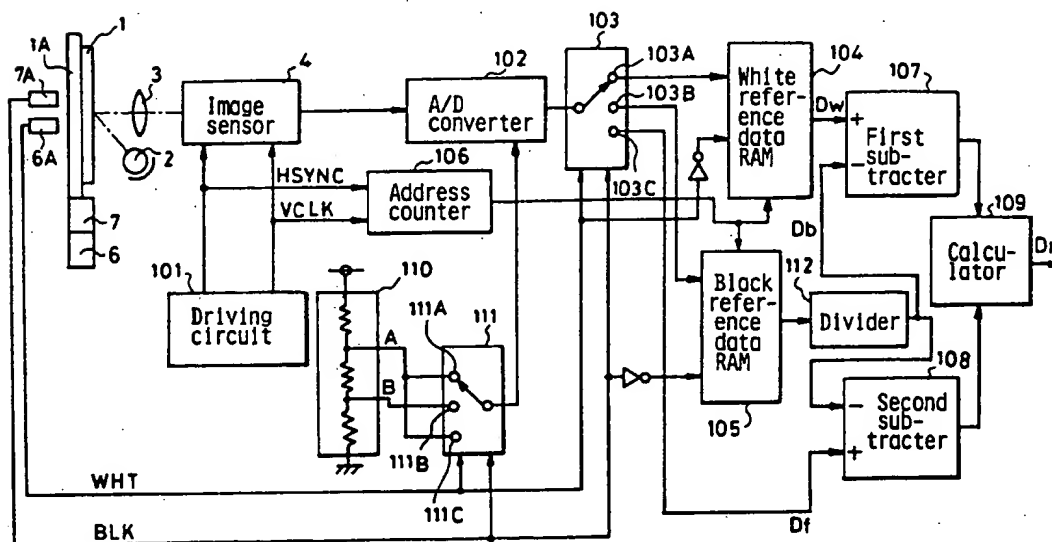 1
1A
7A
3
6A
2
7
6
4
Image
sensor
102
A/D
converter
103
103A
103B
103C
White
refer-
ence
data
RAM
104
Dw
107
+
−
First
sub-
tracter
HSYNC
VCLK
106
Address
counter
Db
109
Calcu-
lator
101
Driving
circuit
110
A
B
111A
111
111B
111C
Black
refer-
ence
data
RAM
105
112
Divider
108
−
+
Second
sub-
tracter
WHT
BLK
Df